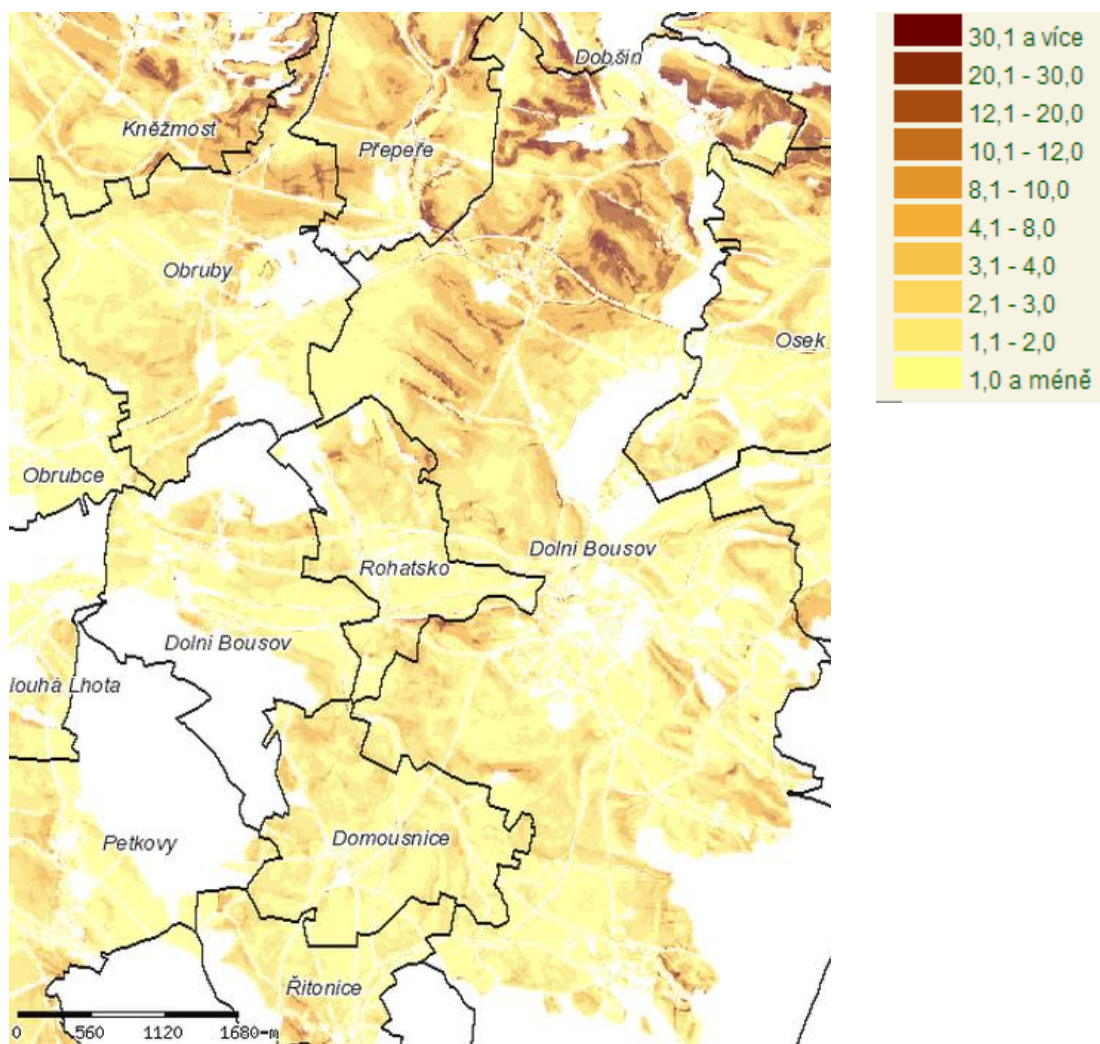 Dobšín
Kněžmost
Přepeře
Obruby
Osek
Obrubce
Dolní Bousov
Rohatsko
Dolní Bousov
louhá Lhota
Petkovy
Domousnice
Řitonice
0 560 1120 1680-m
30,1 a více
20,1 - 30,0
12,1 - 20,0
10,1 - 12,0
8,1 - 10,0
4,1 - 8,0
3,1 - 4,0
2,1 - 3,0
1,1 - 2,0
1,0 a méně